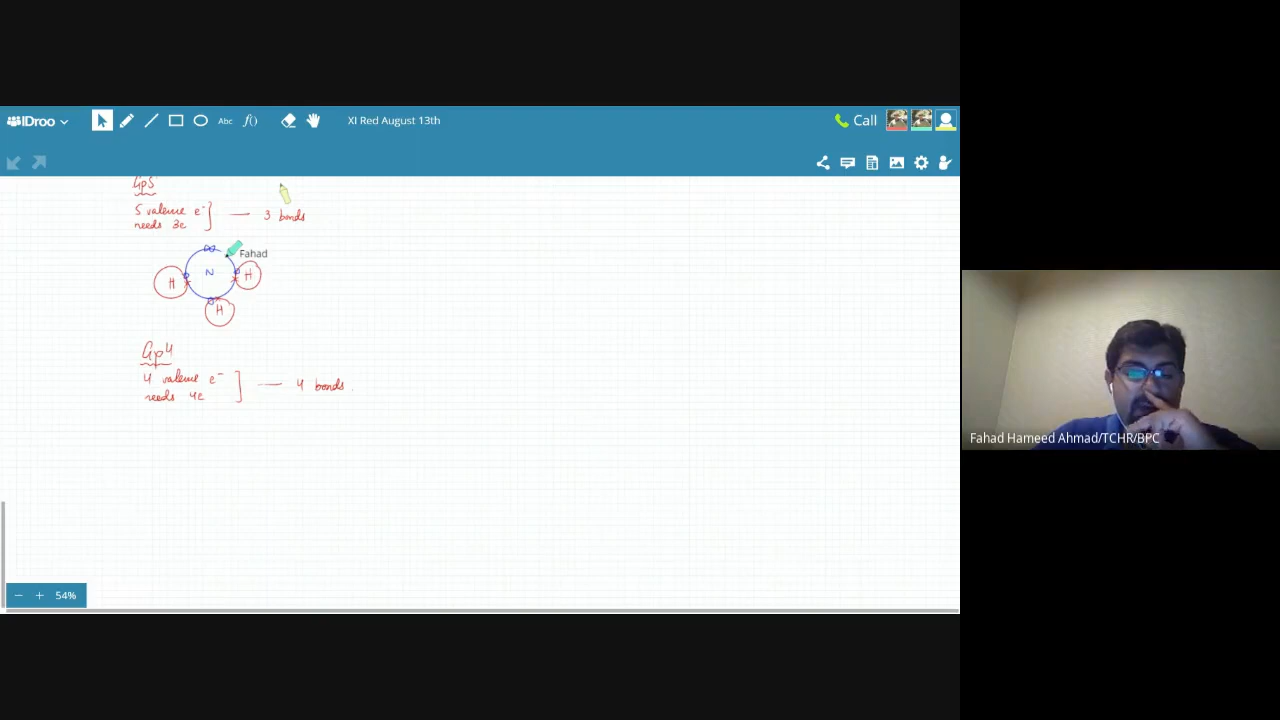 IDroo
Abc
f()
XI Red August 13th
Call
Gp5
5 valence e⁻
needs 3e
3 bonds
Fahad
N
H
H
H
Gp4
4 valence e⁻
needs 4e
4 bonds.
Fahad Hameed Ahmad/TCHR/BPC
54%